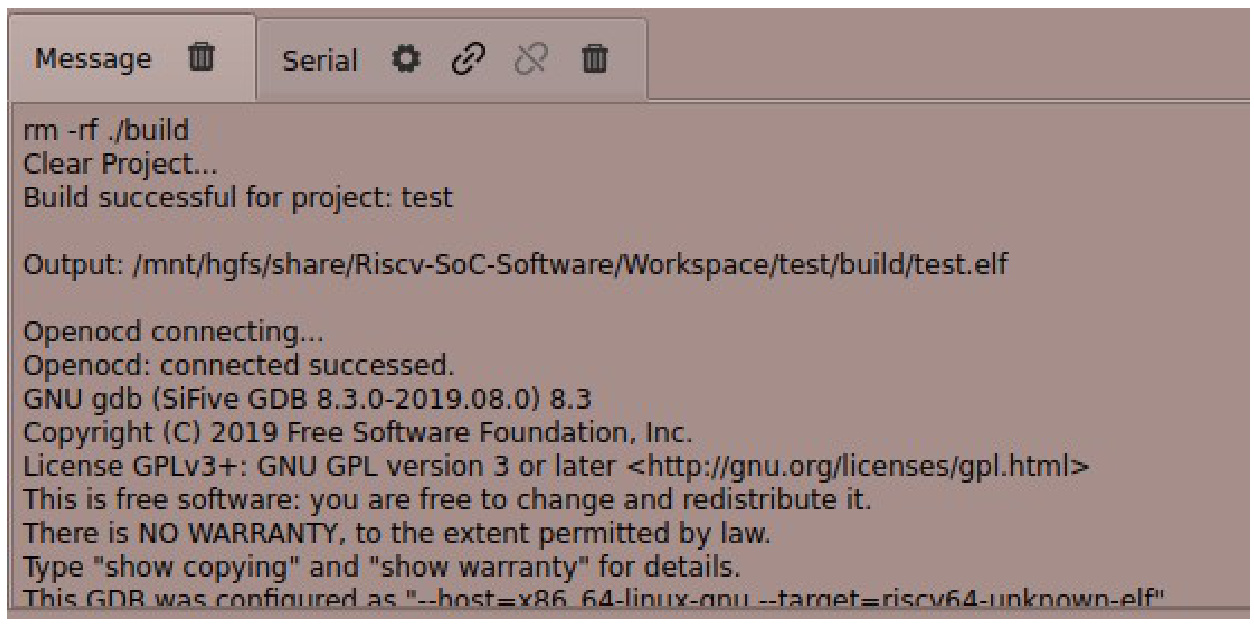 Message
Serial
rm -rf ./build
Clear Project...
Build successful for project: test
Output: /mnt/hgfs/share/Riscv-SoC-Software/Workspace/test/build/test.elf
Openocd connecting...
Openocd: connected successed.
GNU gdb (SiFive GDB 8.3.0-2019.08.0) 8.3
Copyright (C) 2019 Free Software Foundation, Inc.
License GPLv3+: GNU GPL version 3 or later <http://gnu.org/licenses/gpl.html>
This is free software: you are free to change and redistribute it.
There is NO WARRANTY, to the extent permitted by law.
Type "show copying" and "show warranty" for details.
This GDB was configured as "--host=x86_64-linux-gnu --target=riscv64-unknown-elf"